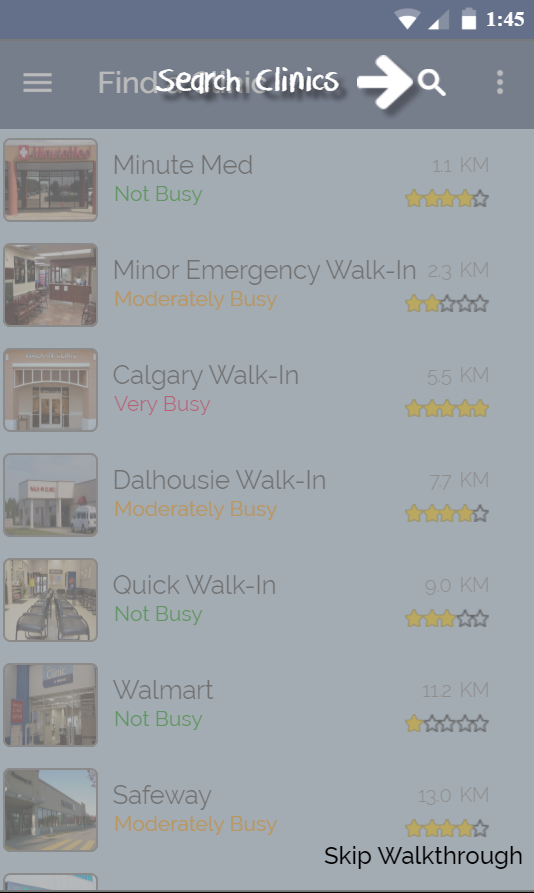 1:45
Find a Clinic
Search Clinics
Minute Med
1.1 KM
Not Busy
Minor Emergency Walk-In
2.3 KM
Moderately Busy
Calgary Walk-In
5.5 KM
Very Busy
Dalhousie Walk-In
7.7 KM
Moderately Busy
Quick Walk-In
9.0 KM
Not Busy
Walmart
11.2 KM
Not Busy
Safeway
13.0 KM
Moderately Busy
Skip Walkthrough